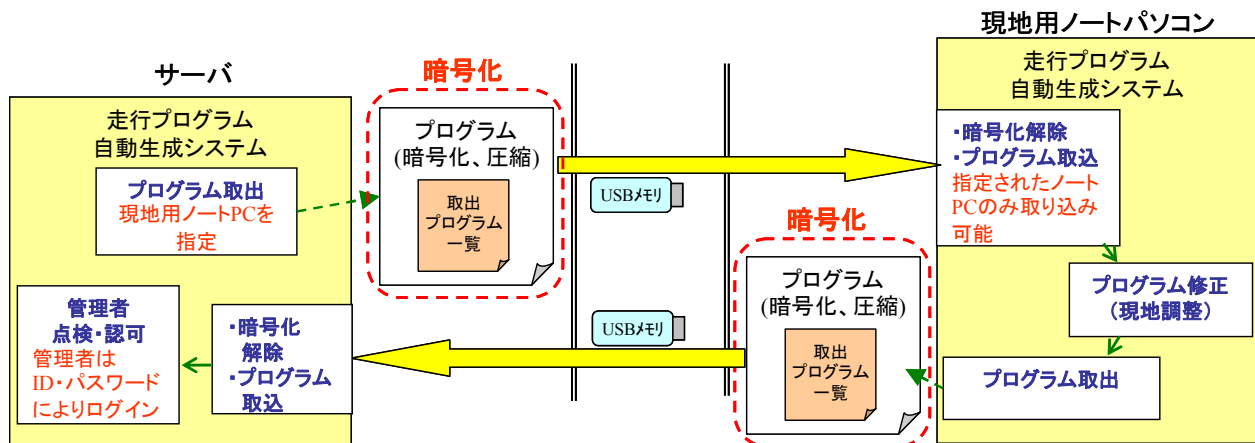 サーバ
走行プログラム
自動生成システム
プログラム取出
現地用ノートPCを
指定
管理者
点検・認可
管理者は
ID・パスワード
によりログイン
・暗号化
解除
・プログラム
取込
暗号化
プログラム
(暗号化、圧縮)
取出
プログラム
一覧
USBメモリ
USBメモリ
暗号化
プログラム
(暗号化、圧縮)
取出
プログラム
一覧
現地用ノートパソコン
走行プログラム
自動生成システム
・暗号化解除
・プログラム取込
指定されたノート
PCのみ取り込み
可能
プログラム修正
（現地調整）
プログラム取出